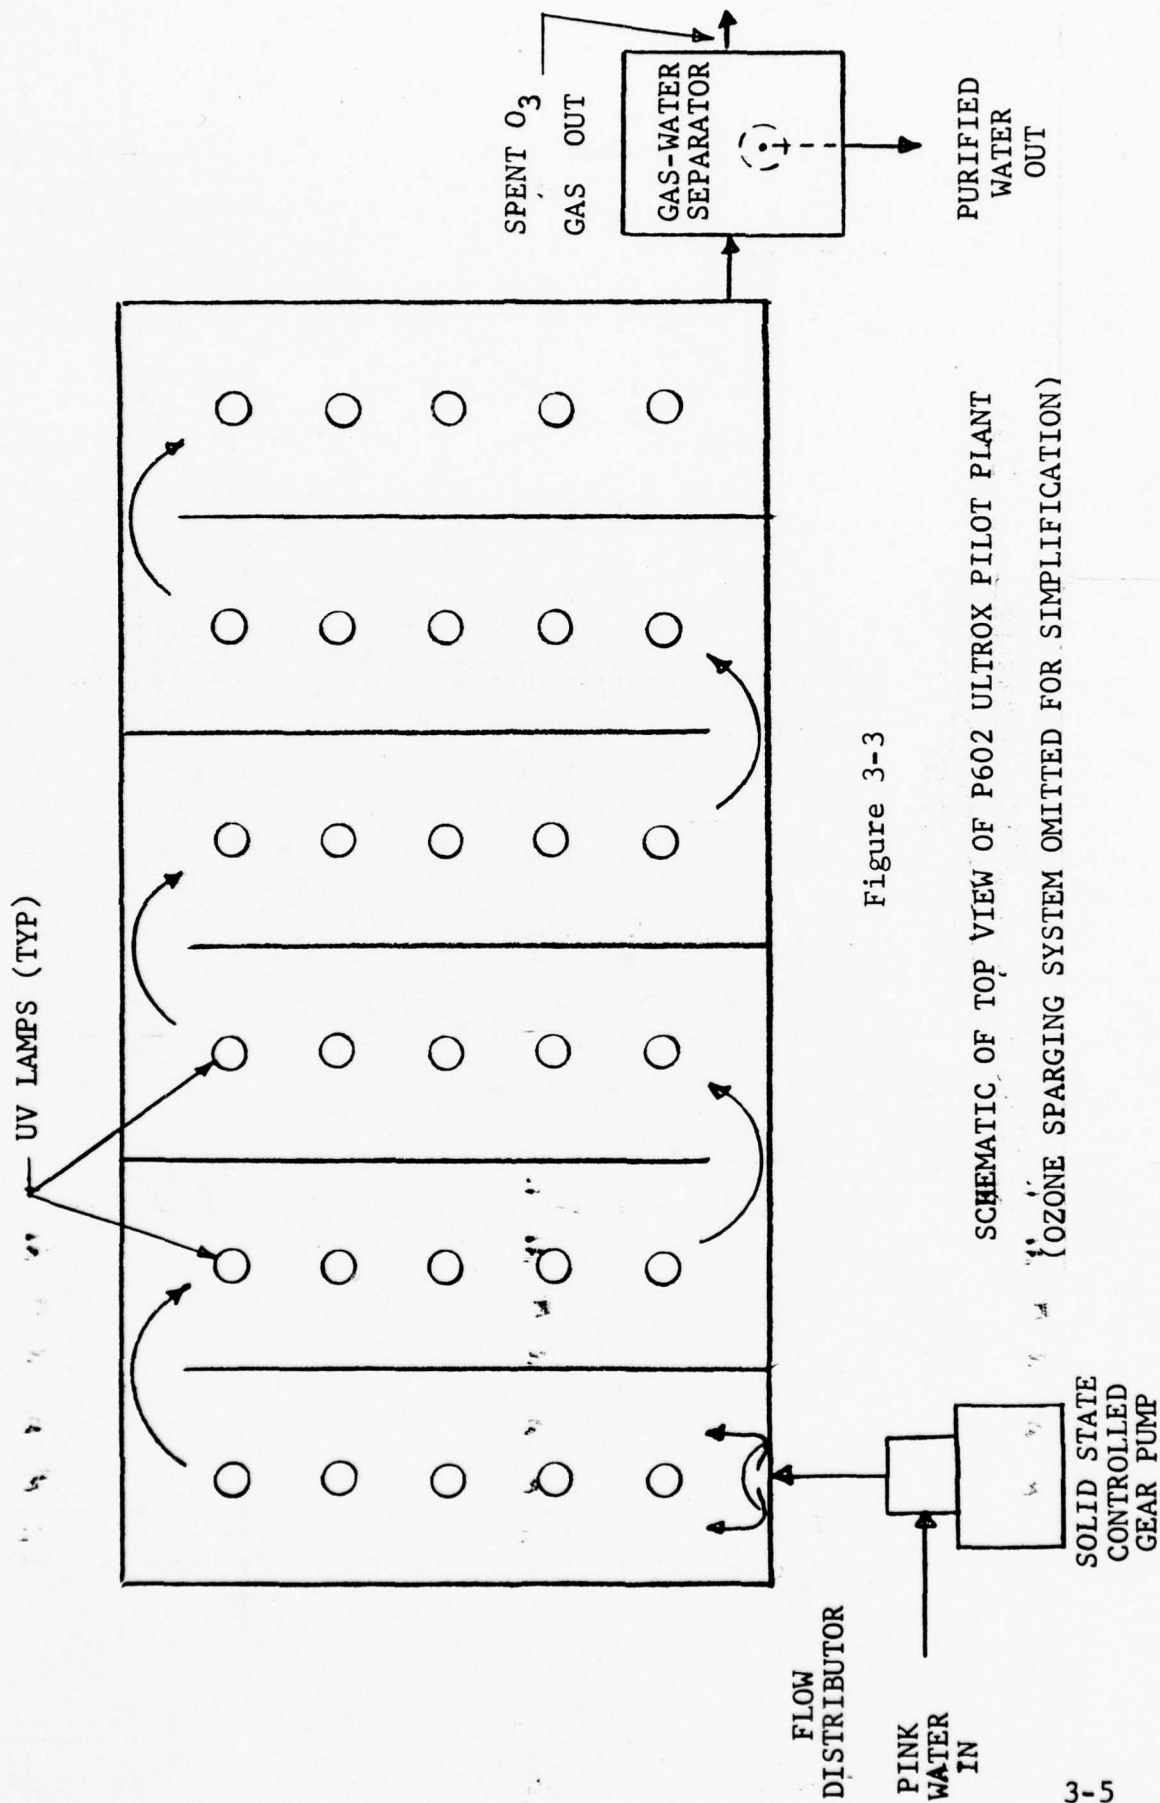 UV LAMPS (TYP)
SPENT O3
GAS OUT
GAS-WATER
SEPARATOR
PURIFIED
WATER
OUT
FLOW
DISTRIBUTOR
PINK
WATER
IN
SOLID STATE
CONTROLLED
GEAR PUMP
Figure 3-3
SCHEMATIC OF TOP VIEW OF P602 ULTROX PILOT PLANT
(OZONE SPARGING SYSTEM OMITTED FOR SIMPLIFICATION)
3-5